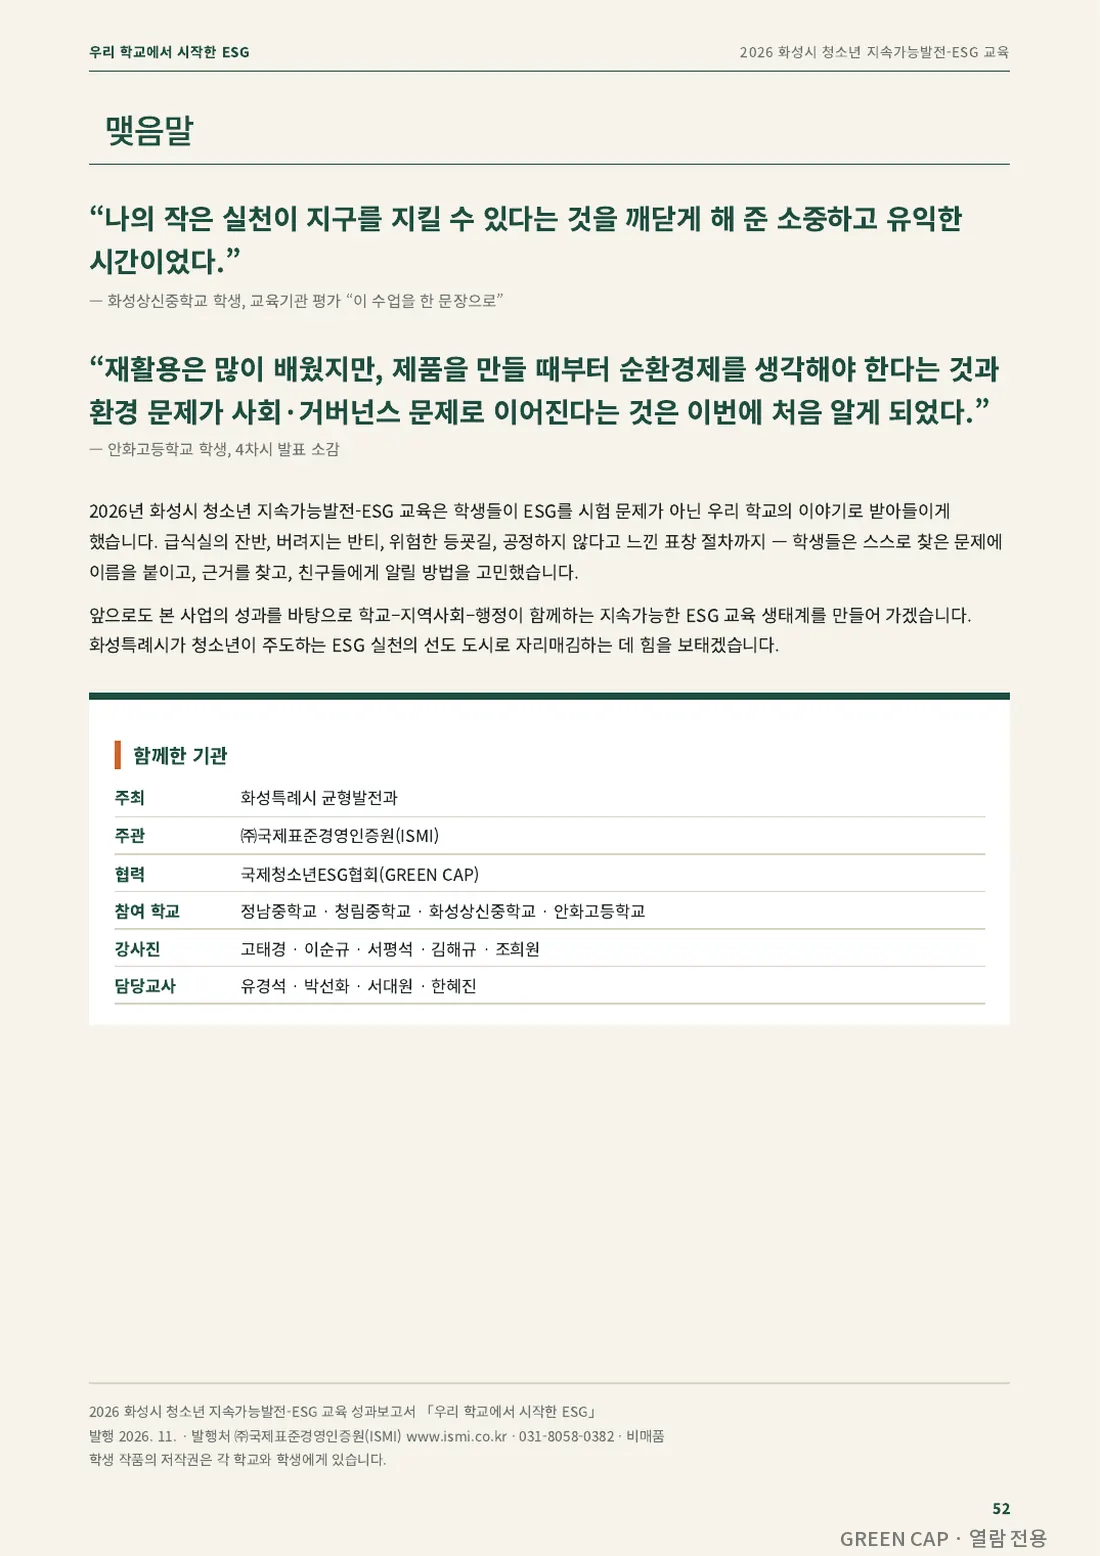 우리 학교에서 시작한 ESG
2026 화성시 청소년 지속가능발전-ESG 교육
맺음말
“나의 작은 실천이 지구를 지킬 수 있다는 것을 깨닫게 해 준 소중하고 유익한
시간이었다.”
— 화성상신중학교 학생, 교육기관 평가 “이 수업을 한 문장으로”
“재활용은 많이 배웠지만, 제품을 만들 때부터 순환경제를 생각해야 한다는 것과
환경 문제가 사회·거버넌스 문제로 이어진다는 것은 이번에 처음 알게 되었다.”
— 안화고등학교 학생, 4차시 발표 소감
2026년 화성시 청소년 지속가능발전-ESG 교육은 학생들이 ESG를 시험 문제가 아닌 우리 학교의 이야기로 받아들이게
했습니다. 급식실의 잔반, 버려지는 반티, 위험한 등굣길, 공정하지 않다고 느낀 표창 절차까지 — 학생들은 스스로 찾은 문제에
이름을 붙이고, 근거를 찾고, 친구들에게 알릴 방법을 고민했습니다.
앞으로도 본 사업의 성과를 바탕으로 학교–지역사회–행정이 함께하는 지속가능한 ESG 교육 생태계를 만들어 가겠습니다.
화성특례시가 청소년이 주도하는 ESG 실천의 선도 도시로 자리매김하는 데 힘을 보태겠습니다.
함께한 기관
주최 화성특례시 균형발전과
주관 ㈜국제표준경영인증원(ISMI)
협력 국제청소년ESG협회(GREEN CAP)
참여 학교 정남중학교 · 청림중학교 · 화성상신중학교 · 안화고등학교
강사진 고태경 · 이순규 · 서평석 · 김해규 · 조희원
담당교사 유경석 · 박선화 · 서대원 · 한혜진
2026 화성시 청소년 지속가능발전-ESG 교육 성과보고서 「우리 학교에서 시작한 ESG」
발행 2026. 11. · 발행처 ㈜국제표준경영인증원(ISMI) www.ismi.co.kr · 031-8058-0382 · 비매품
학생 작품의 저작권은 각 학교와 학생에게 있습니다.
52
GREEN CAP · 열람 전용